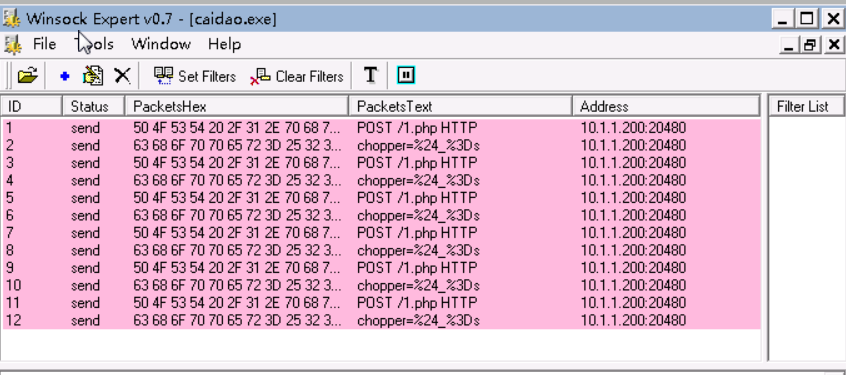 Winsock Expert v0.7 - [caidao.exe]
File Tools Window Help
Set Filters Clear Filters T
ID Status PacketsHex PacketsText Address Filter List
1 send 50 4F 53 54 20 2F 31 2E 70 68 7... POST /1.php HTTP 10.1.1.200:20480
2 send 63 68 6F 70 70 65 72 3D 25 32 3... chopper=%24_%3Ds 10.1.1.200:20480
3 send 50 4F 53 54 20 2F 31 2E 70 68 7... POST /1.php HTTP 10.1.1.200:20480
4 send 63 68 6F 70 70 65 72 3D 25 32 3... chopper=%24_%3Ds 10.1.1.200:20480
5 send 50 4F 53 54 20 2F 31 2E 70 68 7... POST /1.php HTTP 10.1.1.200:20480
6 send 63 68 6F 70 70 65 72 3D 25 32 3... chopper=%24_%3Ds 10.1.1.200:20480
7 send 50 4F 53 54 20 2F 31 2E 70 68 7... POST /1.php HTTP 10.1.1.200:20480
8 send 63 68 6F 70 70 65 72 3D 25 32 3... chopper=%24_%3Ds 10.1.1.200:20480
9 send 50 4F 53 54 20 2F 31 2E 70 68 7... POST /1.php HTTP 10.1.1.200:20480
10 send 63 68 6F 70 70 65 72 3D 25 32 3... chopper=%24_%3Ds 10.1.1.200:20480
11 send 50 4F 53 54 20 2F 31 2E 70 68 7... POST /1.php HTTP 10.1.1.200:20480
12 send 63 68 6F 70 70 65 72 3D 25 32 3... chopper=%24_%3Ds 10.1.1.200:20480